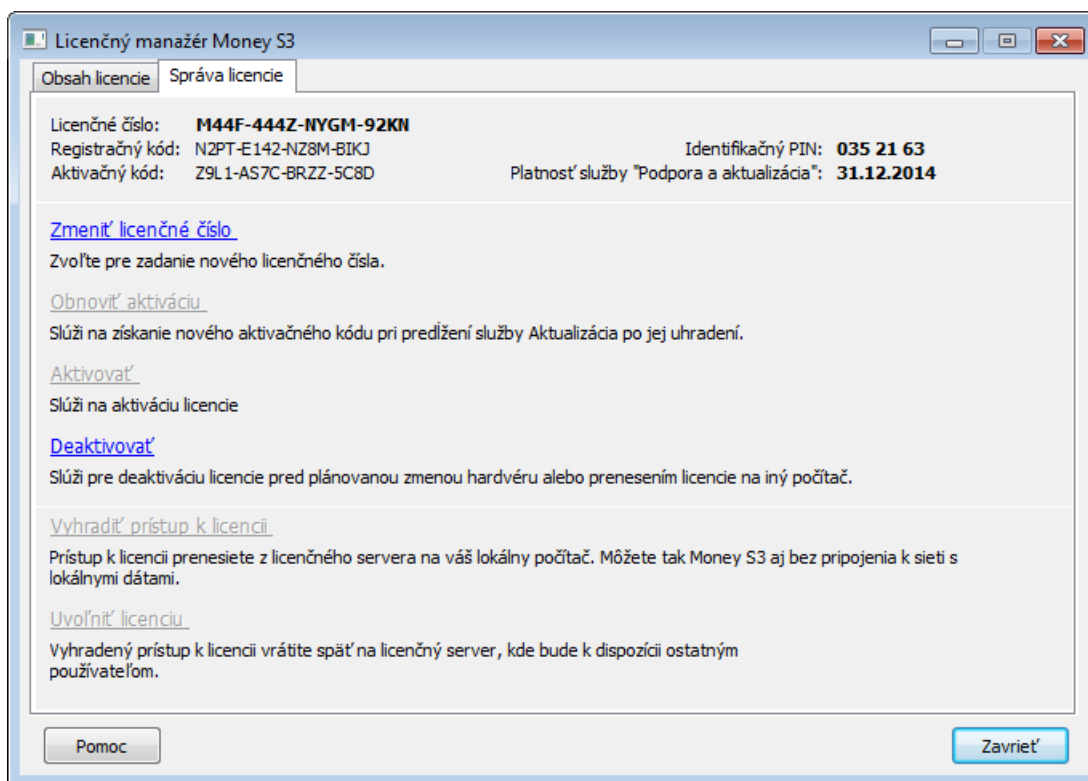 Licenčný manažér Money S3
Obsah licencie
Správa licencie
Licenčné číslo: M44F-444Z-NYGM-92KN
Registračný kód: N2PT-E142-NZ8M-BIKJ Identifikačný PIN: 035 21 63
Aktivačný kód: Z9L1-AS7C-BRZZ-5C8D Platnosť služby "Podpora a aktualizácia": 31.12.2014
Zmeniť licenčné číslo
Zvoľte pre zadanie nového licenčného čísla.
Obnoviť aktiváciu
Slúži na získanie nového aktivačného kódu pri predĺžení služby Aktualizácia po jej uhradení.
Aktivovať
Slúži na aktiváciu licencie
Deaktivovať
Slúži pre deaktiváciu licencie pred plánovanou zmenou hardvéru alebo prenesením licencie na iný počítač.
Vyhradiť prístup k licencii
Prístup k licencii prenesiete z licenčného servera na váš lokálny počítač. Môžete tak Money S3 aj bez pripojenia k sieti s
lokálnymi dátami.
Uvoľniť licenciu
Vyhradený prístup k licencii vrátite späť na licenčný server, kde bude k dispozícii ostatným
používateľom.
Pomoc
Zavrieť